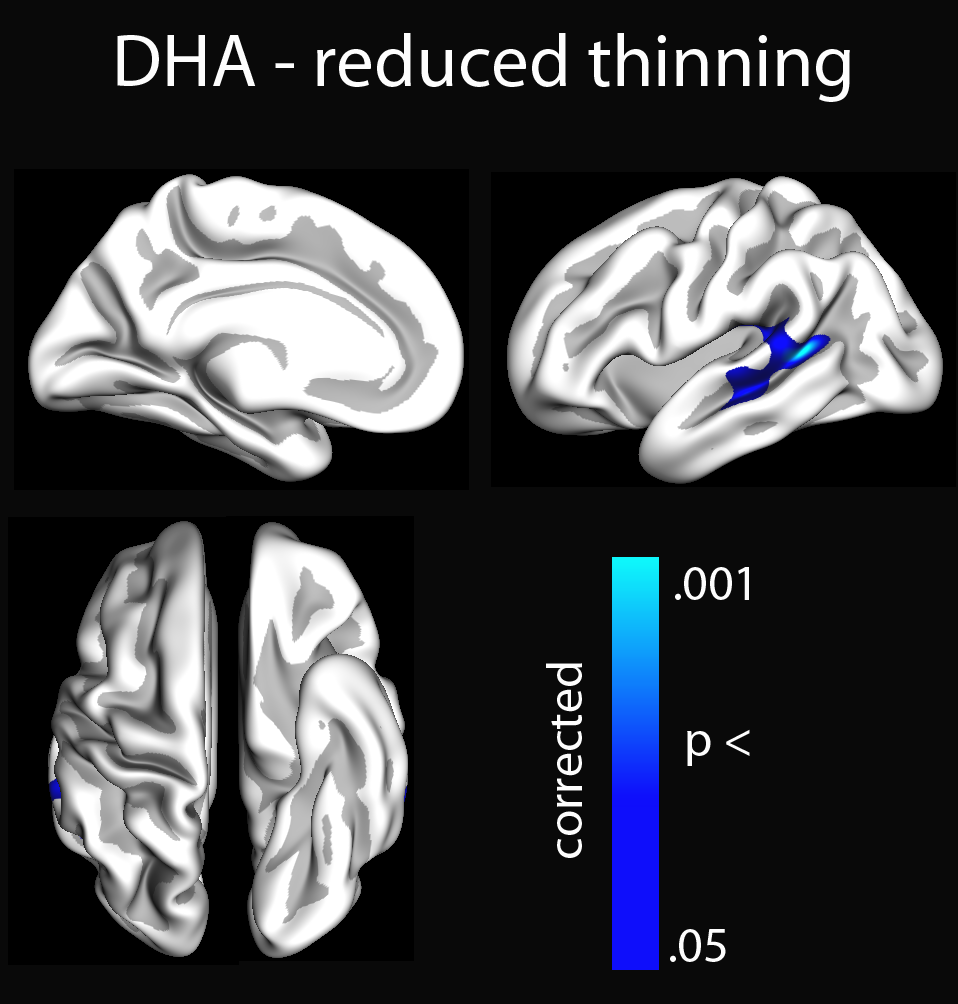 DHA - reduced thinning
.001
corrected
p <
.05